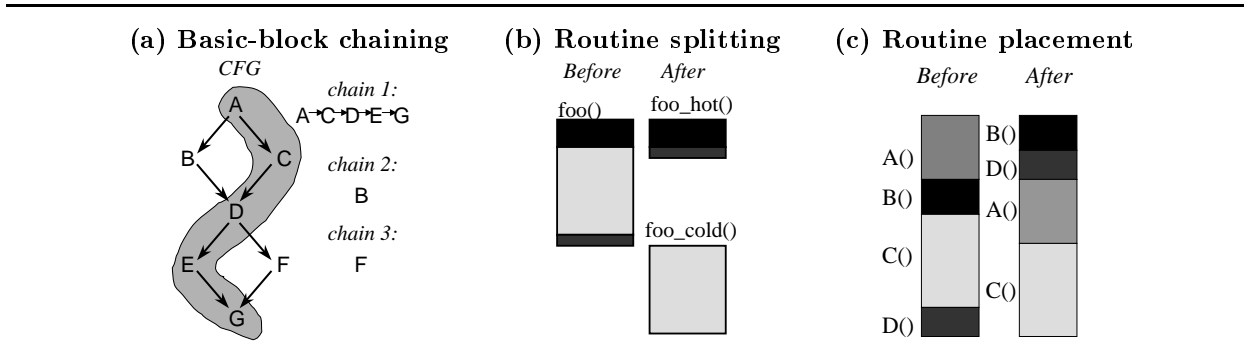 (a) Basic-block chaining
CFG
A
B
C
D
E
F
G
chain 1:
A C D E G
chain 2:
B
chain 3:
F
(b) Routine splitting
Before After
foo()
foo_hot()
foo_cold()
(c) Routine placement
Before After
A()
B()
C()
D()
B()
D()
A()
C()